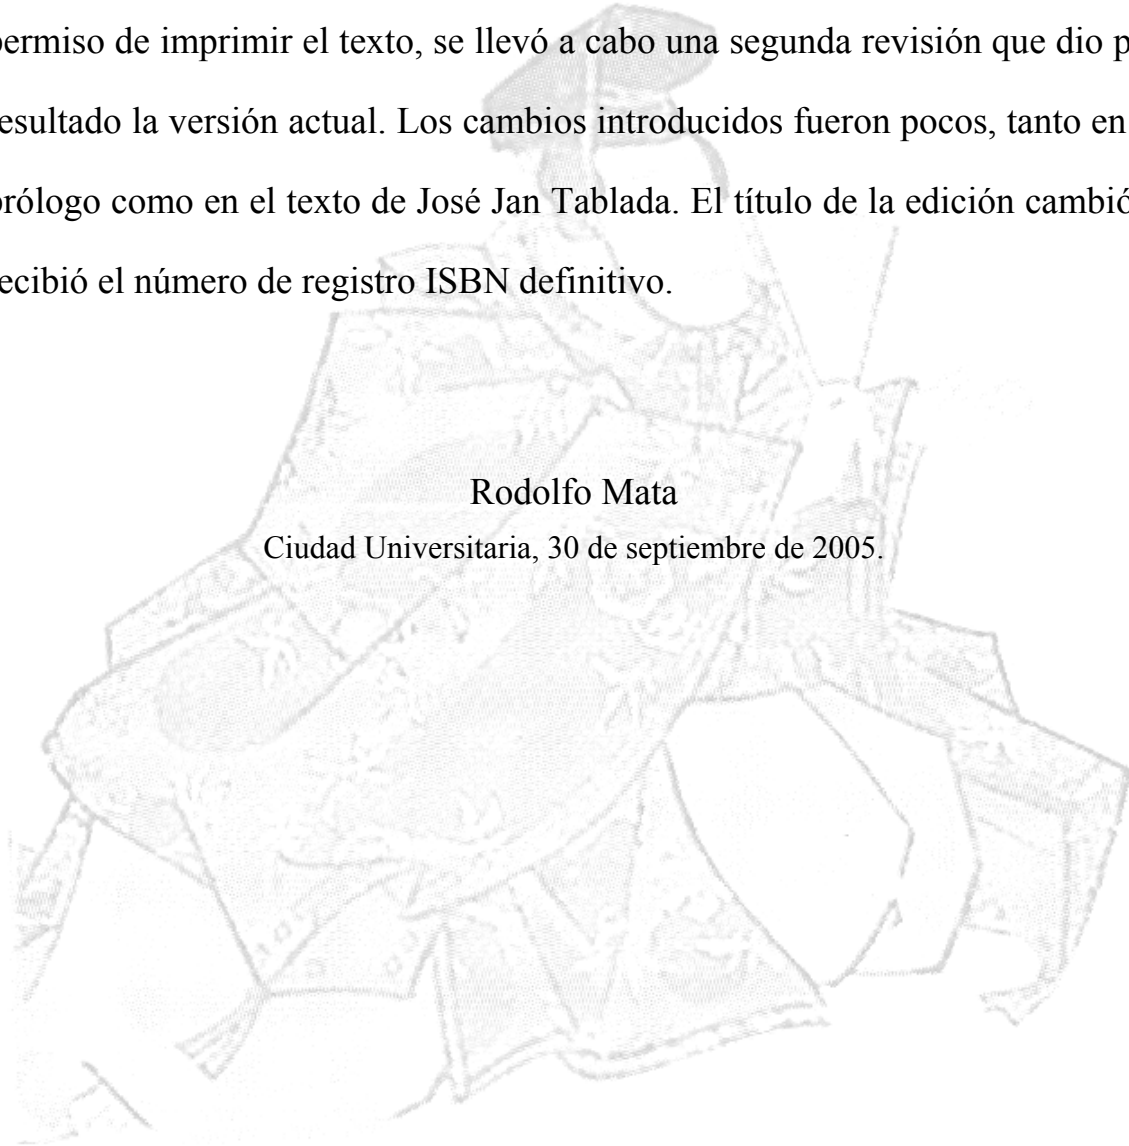 permiso de imprimir el texto, se llevó a cabo una segunda revisión que dio p
resultado la versión actual. Los cambios introducidos fueron pocos, tanto en
prólogo como en el texto de José Jan Tablada. El título de la edición cambió
recibió el número de registro ISBN definitivo.
Rodolfo Mata
Ciudad Universitaria, 30 de septiembre de 2005.